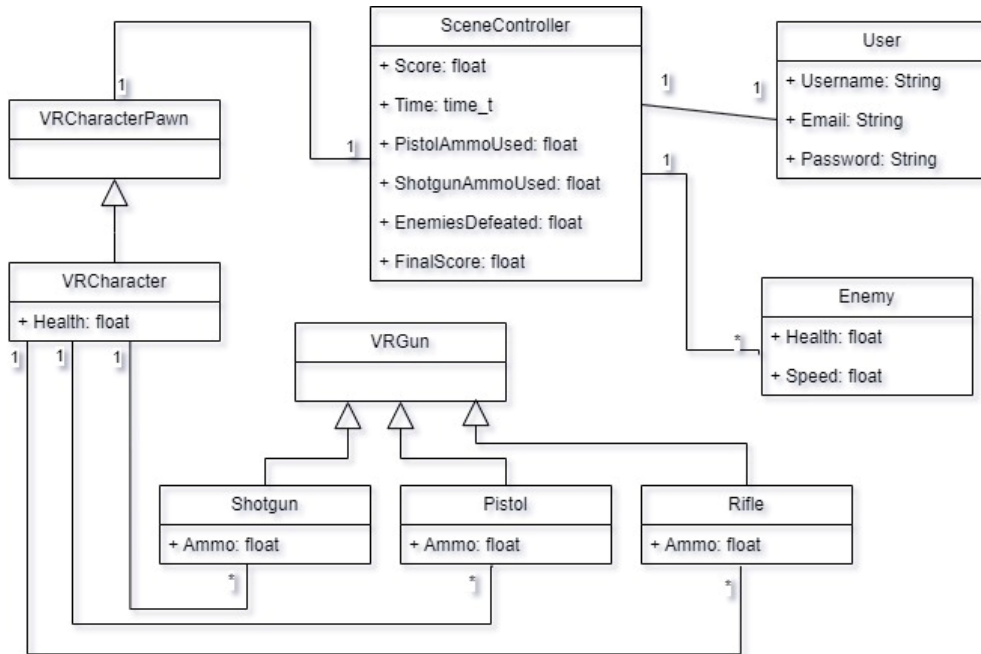 SceneController
+ Score: float
+ Time: time_t
+ PistolAmmoUsed: float
+ ShotgunAmmoUsed: float
+ EnemiesDefeated: float
+ FinalScore: float
User
+ Username: String
+ Email: String
+ Password: String
1
1
1
1
1
*
VRCharacterPawn
VRCharacter
+ Health: float
1
1
1
Enemy
+ Health: float
+ Speed: float
VRGun
Shotgun
+ Ammo: float
Pistol
+ Ammo: float
Rifle
+ Ammo: float
*
*
*